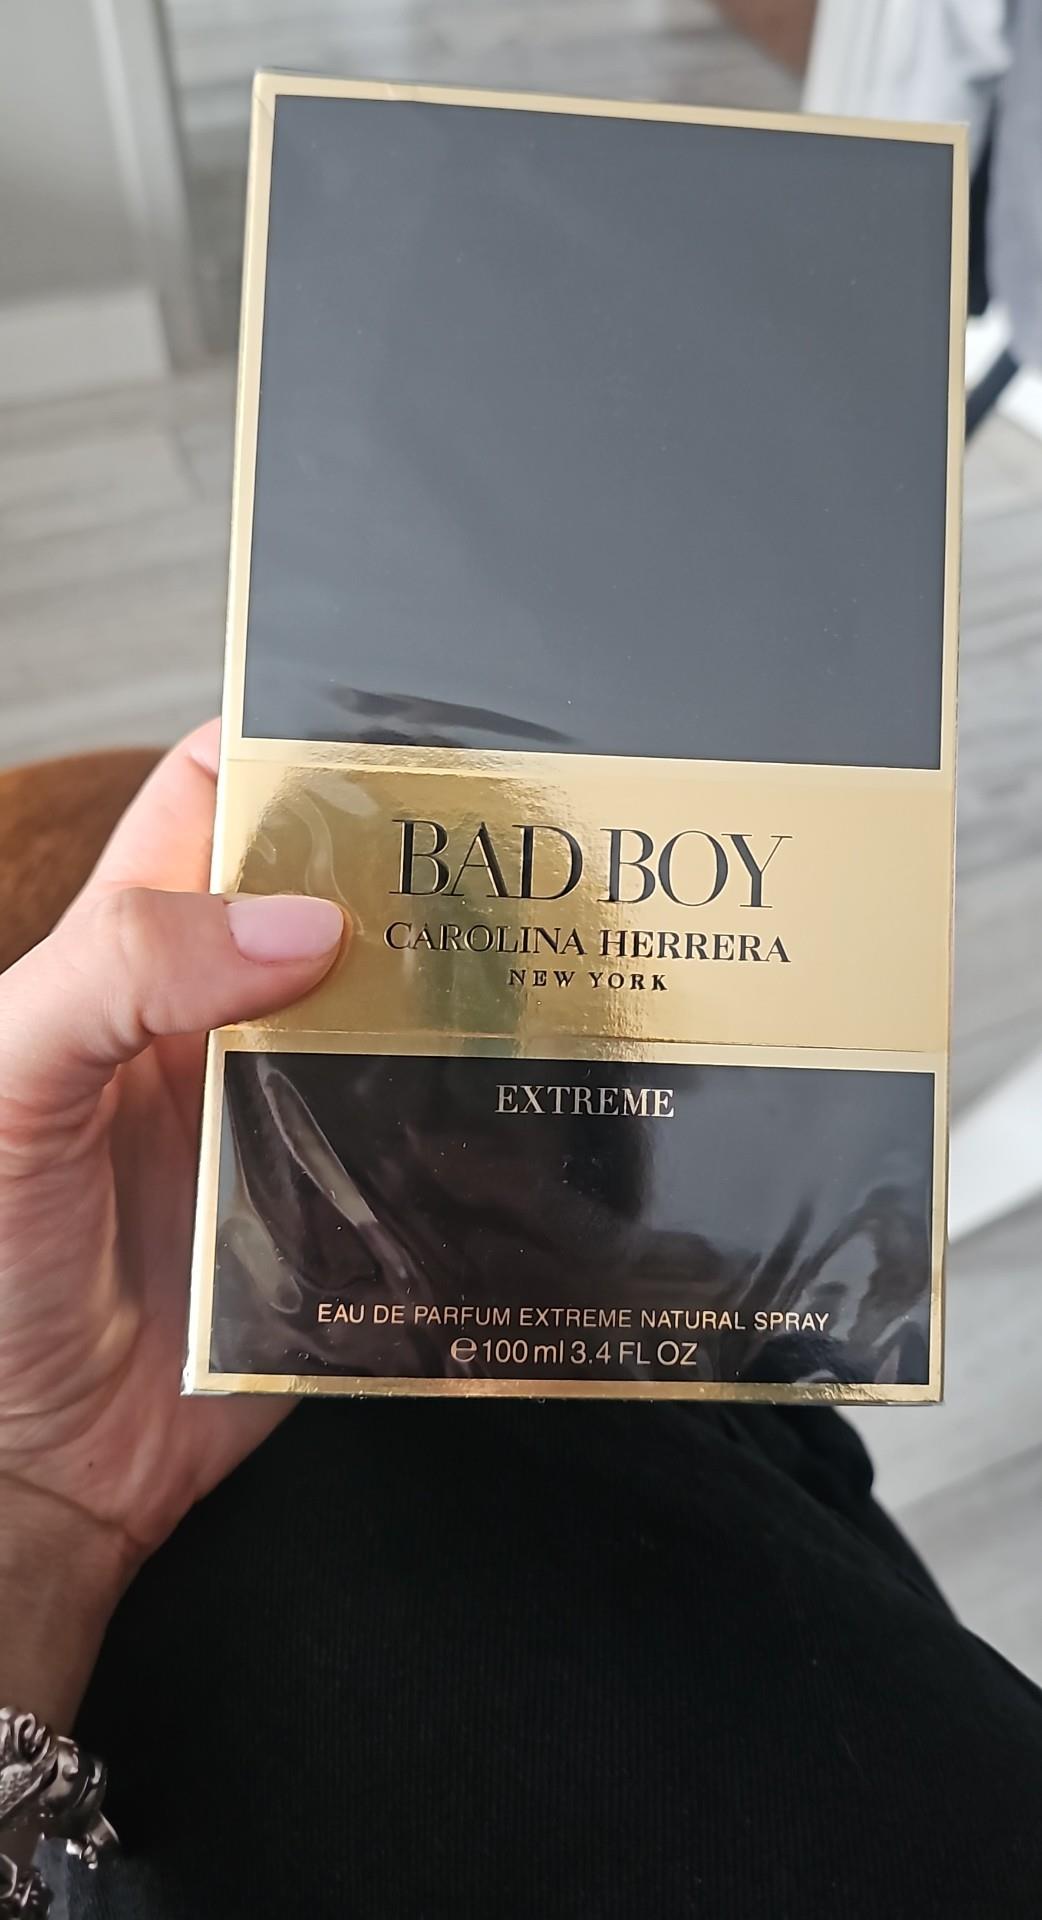 BAD BOY
CAROLINA HERRERA
NEW YORK
EXTREME
EAU DE PARFUM EXTREME NATURAL SPRAY
℮100 ml 3.4 FL OZ